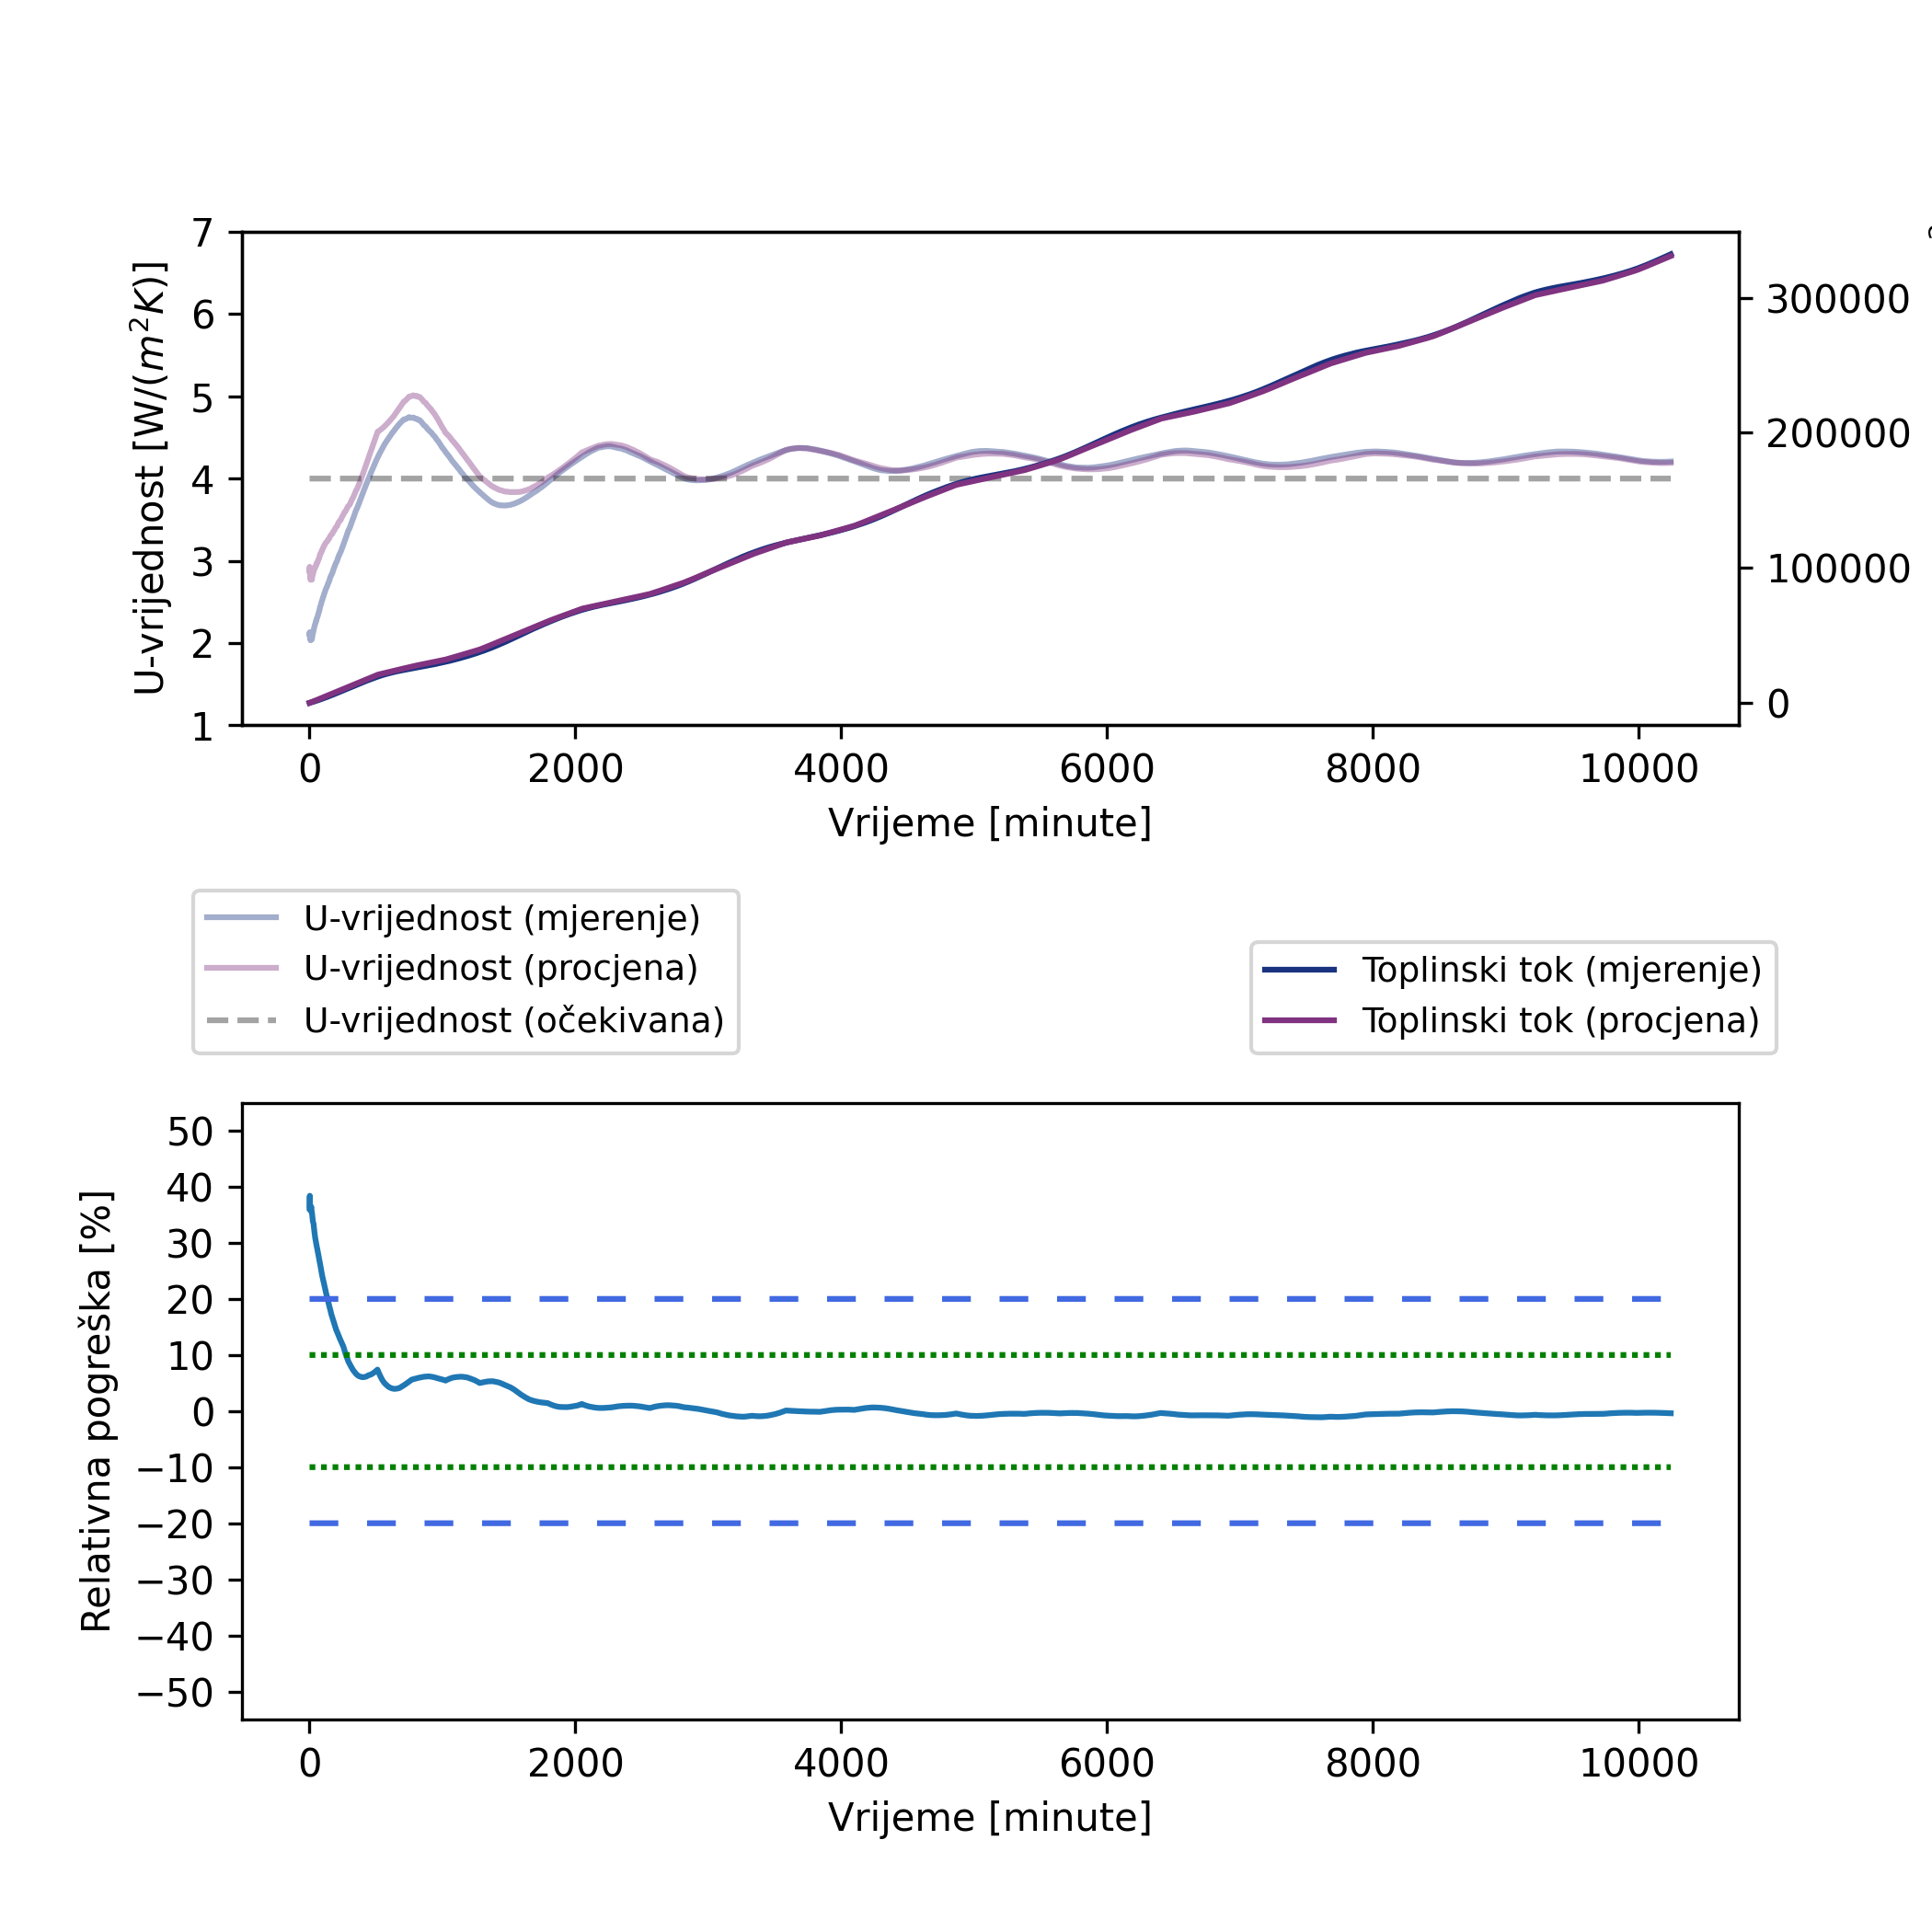 7
6
5
4
3
2
1
U-vrijednost [W/(m²K)]
300000
200000
100000
0
0 2000 4000 6000 8000 10000
Vrijeme [minute]
U-vrijednost (mjerenje)
U-vrijednost (procjena)
U-vrijednost (očekivana)
Toplinski tok (mjerenje)
Toplinski tok (procjena)
50
40
30
20
10
0
−10
−20
−30
−40
−50
Relativna pogreška [%]
0 2000 4000 6000 8000 10000
Vrijeme [minute]